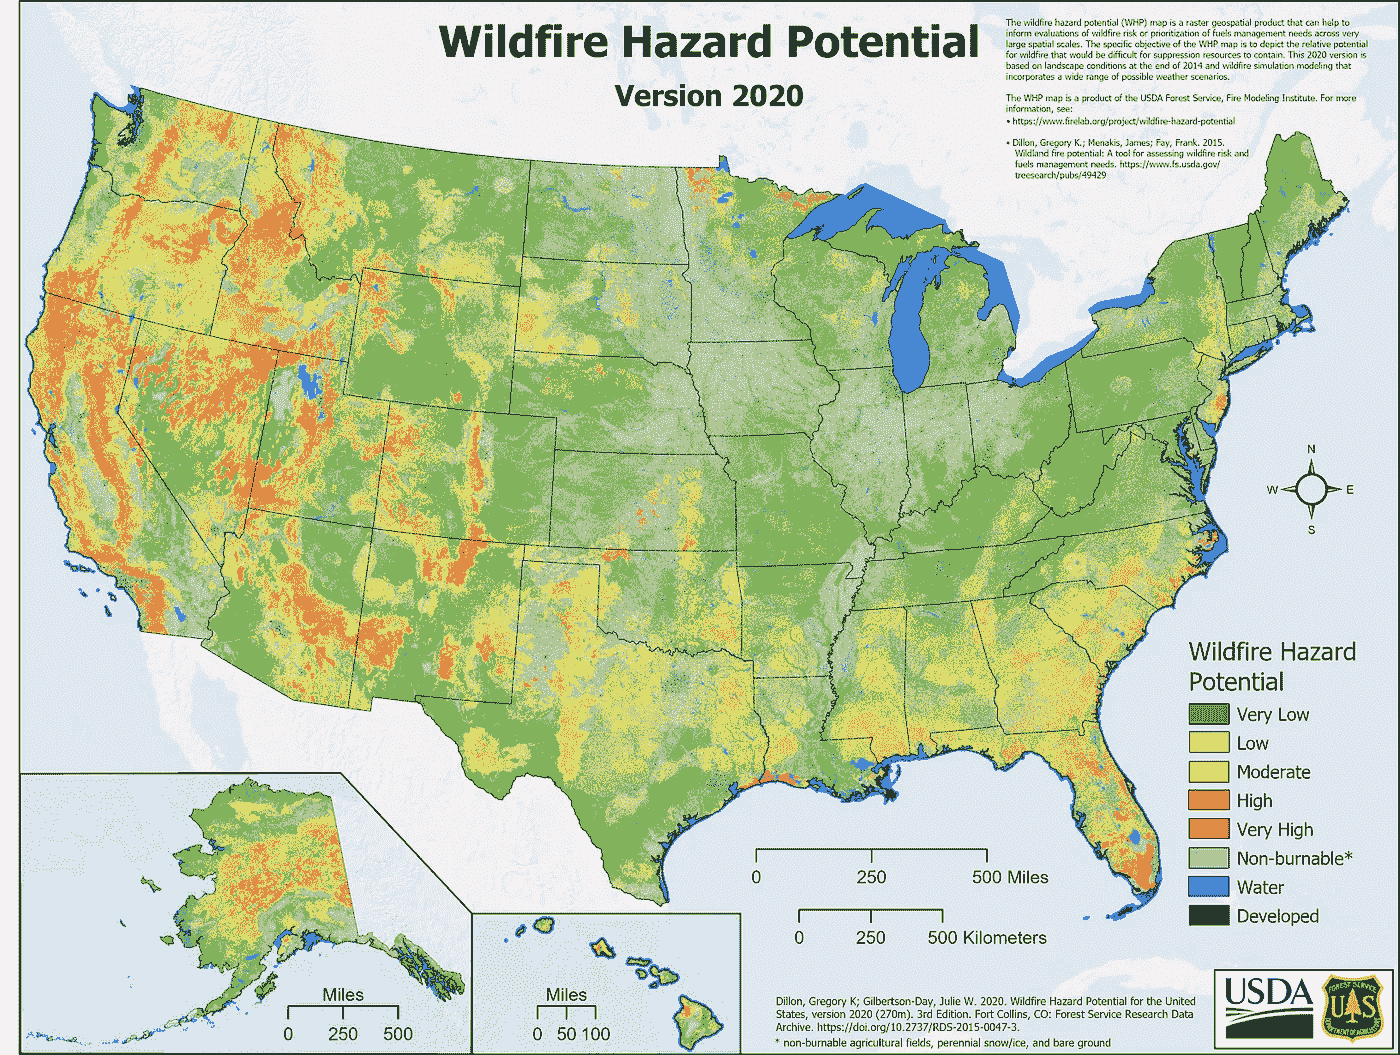 Wildfire Hazard Potential
Version 2020
The wildfire hazard potential (WHP) map is a raster geospatial product that can help to
inform evaluations of wildfire risk or prioritization of fuels management needs across very
large spatial scales. The specific objective of the WHP map is to depict the relative potential
for wildfire that would be difficult for suppression resources to contain. This 2020 version is
based on landscape conditions at the end of 2014 and wildfire simulation modeling that
incorporates a wide range of possible weather scenarios.
The WHP map is a product of the USDA Forest Service, Fire Modeling Institute. For more
information, see:
• https://www.firelab.org/project/wildfire-hazard-potential
• Dillon, Gregory K.; Menakis, James; Fay, Frank. 2015.
Wildland fire potential: A tool for assessing wildfire risk and
fuels management needs. https://www.fs.usda.gov/
treesearch/pubs/49429
N
W E
S
Wildfire Hazard
Potential
Very Low
Low
Moderate
High
Very High
Non-burnable*
Water
Developed
0 250 500 Miles
0 250 500 Kilometers
Miles
0 250 500
Miles
0 50 100
Dillon, Gregory K; Gilbertson-Day, Julie W. 2020. Wildfire Hazard Potential for the United
States, version 2020 (270m). 3rd Edition. Fort Collins, CO: Forest Service Research Data
Archive. https://doi.org/10.2737/RDS-2015-0047-3.
* non-burnable agricultural fields, perennial snow/ice, and bare ground
USDA
FOREST SERVICE
U S
DEPARTMENT OF AGRICULTURE